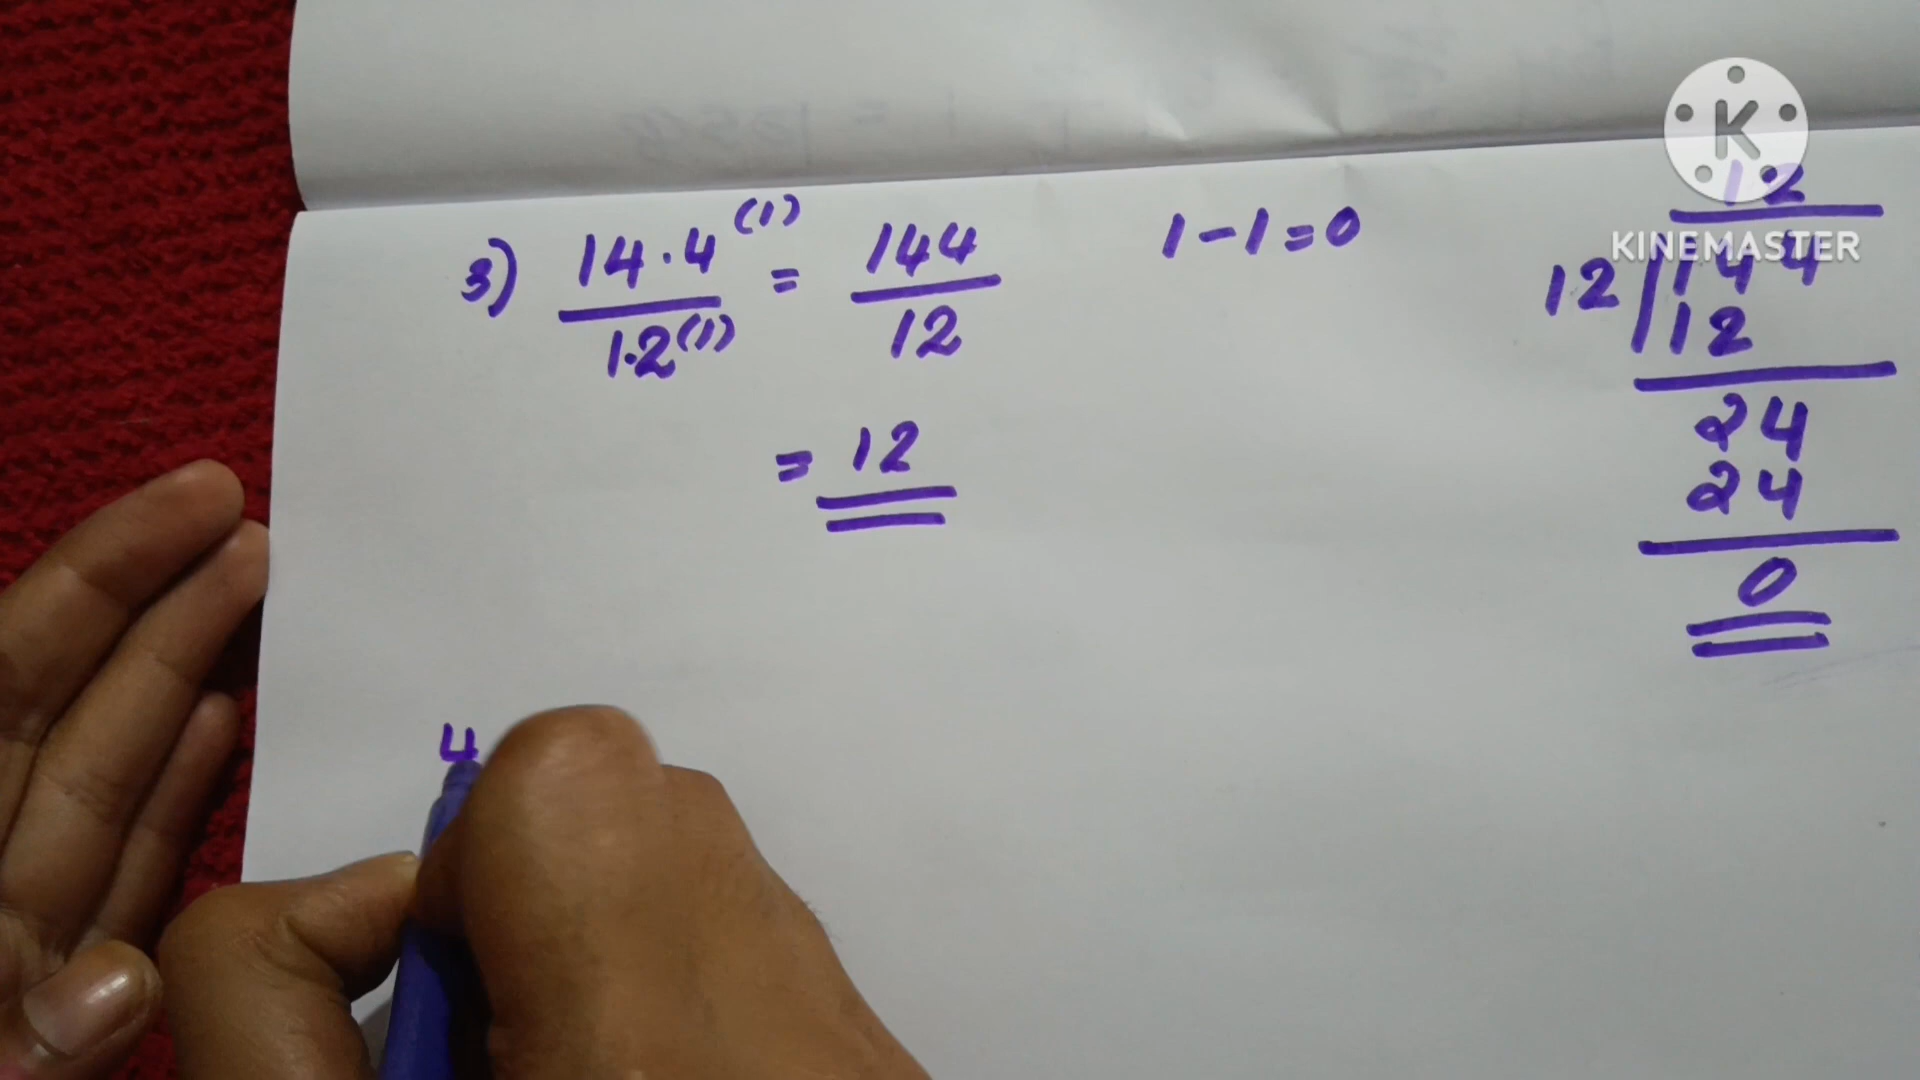 3) 14.4 (1) / 1.2 (1) = 144 / 12
= 12
1-1=0
12
12 | 144
12
24
24
0
4
K
KINEMASTER